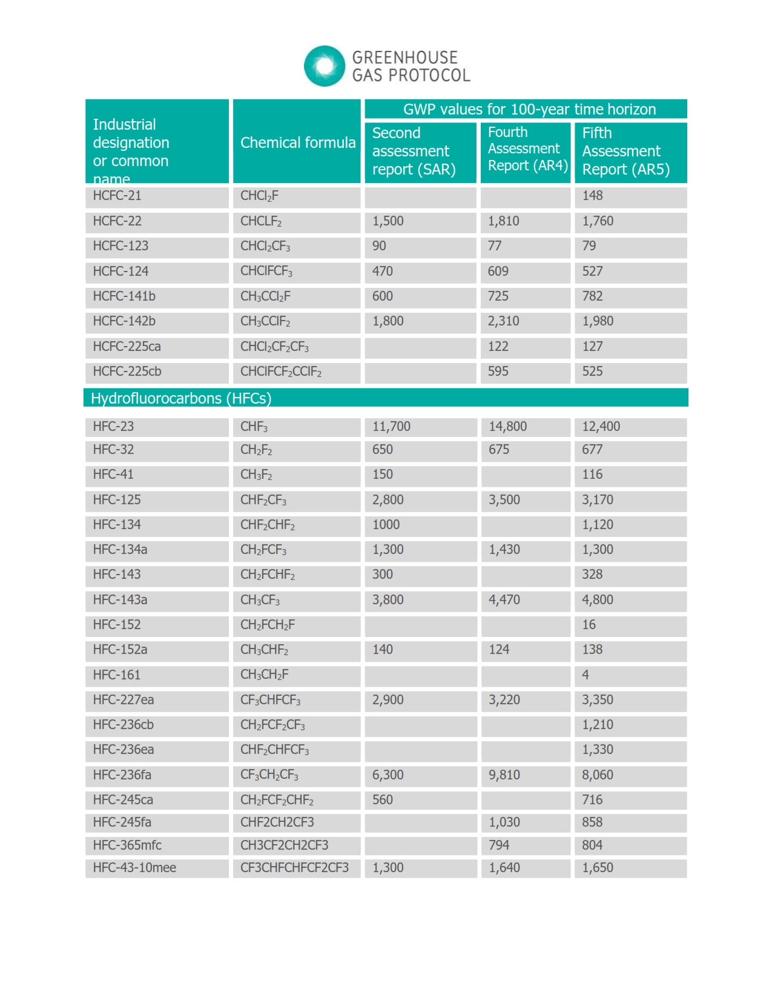 GREENHOUSE
GAS PROTOCOL
Industrial
designation
or common
name
Chemical formula
GWP values for 100-year time horizon
Second
assessment
report (SAR)
Fourth
Assessment
Report (AR4)
Fifth
Assessment
Report (AR5)
HCFC-21 CHCl₂F 148
HCFC-22 CHCLF₂ 1,500 1,810 1,760
HCFC-123 CHCl₂CF₃ 90 77 79
HCFC-124 CHClFCF₃ 470 609 527
HCFC-141b CH₃CCl₂F 600 725 782
HCFC-142b CH₃CClF₂ 1,800 2,310 1,980
HCFC-225ca CHCl₂CF₂CF₃ 122 127
HCFC-225cb CHClFCF₂CClF₂ 595 525
Hydrofluorocarbons (HFCs)
HFC-23 CHF₃ 11,700 14,800 12,400
HFC-32 CH₂F₂ 650 675 677
HFC-41 CH₃F₂ 150 116
HFC-125 CHF₂CF₃ 2,800 3,500 3,170
HFC-134 CHF₂CHF₂ 1000 1,120
HFC-134a CH₂FCF₃ 1,300 1,430 1,300
HFC-143 CH₂FCHF₂ 300 328
HFC-143a CH₃CF₃ 3,800 4,470 4,800
HFC-152 CH₂FCH₂F 16
HFC-152a CH₃CHF₂ 140 124 138
HFC-161 CH₃CH₂F 4
HFC-227ea CF₃CHFCF₃ 2,900 3,220 3,350
HFC-236cb CH₂FCF₂CF₃ 1,210
HFC-236ea CHF₂CHFCF₃ 1,330
HFC-236fa CF₃CH₂CF₃ 6,300 9,810 8,060
HFC-245ca CH₂FCF₂CHF₂ 560 716
HFC-245fa CHF2CH2CF3 1,030 858
HFC-365mfc CH3CF2CH2CF3 794 804
HFC-43-10mee CF3CHFCHFCF2CF3 1,300 1,640 1,650